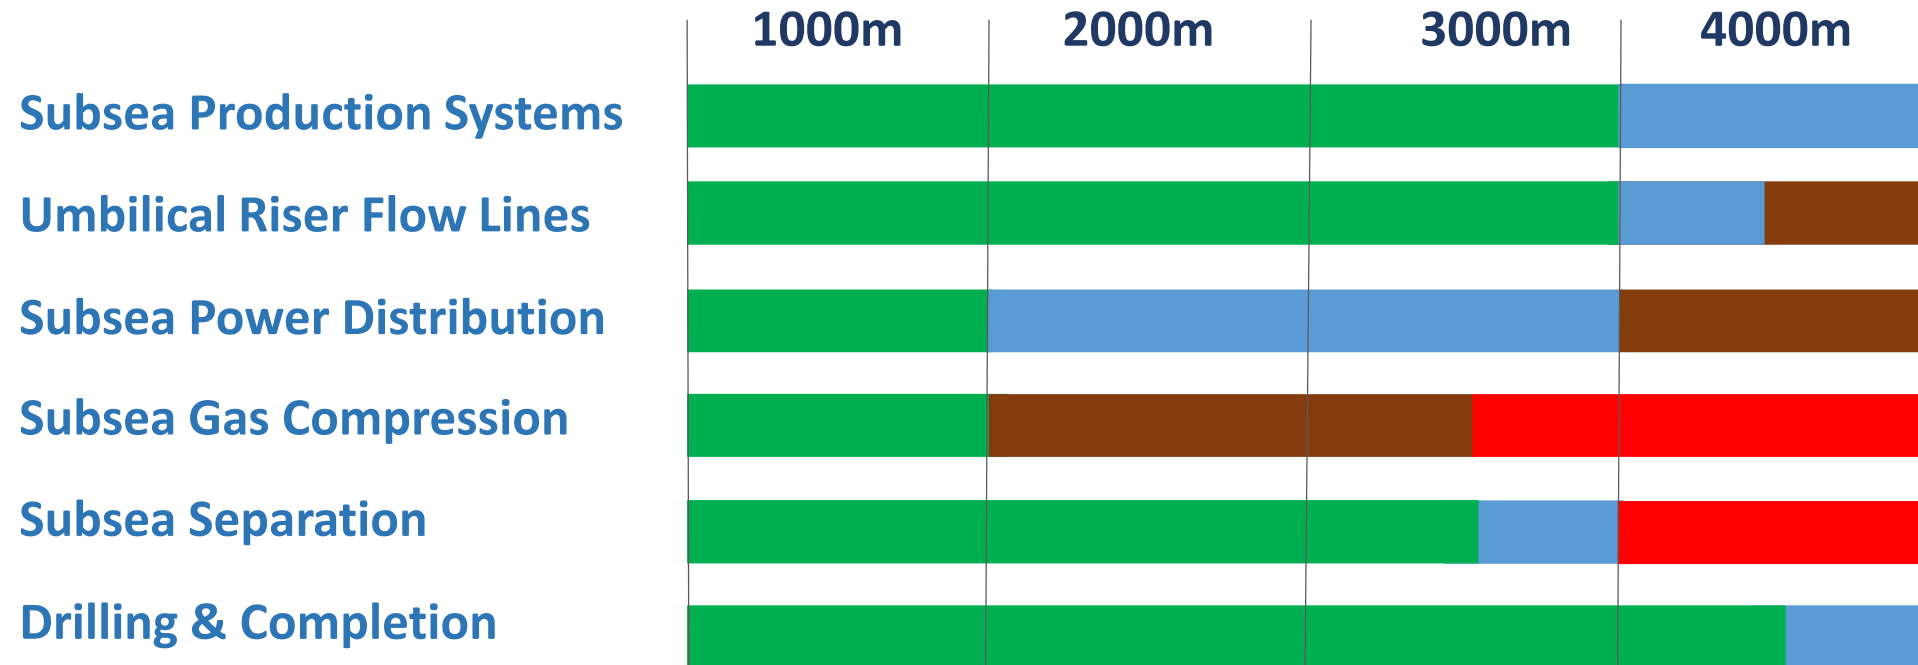 1000m 2000m 3000m 4000m
Subsea Production Systems
Umbilical Riser Flow Lines
Subsea Power Distribution
Subsea Gas Compression
Subsea Separation
Drilling & Completion